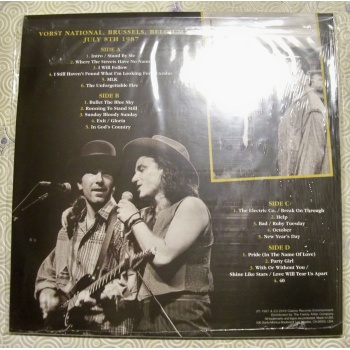 VORST NATIONAL, BRUSSELS,
JULY 8TH 1987
SIDE A
1. Intro / Stand By Me
2. Where The Streets Have No Name
3. I Will Follow
4. I Still Haven't Found What I'm Looking For
5. MLK
6. The Unforgettable Fire
SIDE B
1. Bullet The Blue Sky
2. Running To Stand Still
3. Sunday Bloody Sunday
4. Exit / Gloria
5. In God's Country
SIDE C
1. The Electric Co. / Break On Through
2. Help
3. Bad / Ruby Tuesday
4. October
5. New Year's Day
SIDE D
1. Pride (In The Name Of Love)
2. Party Girl
3. With Or Without You /
Shine Like Stars / Love Will Tear Us Apart
4. 40